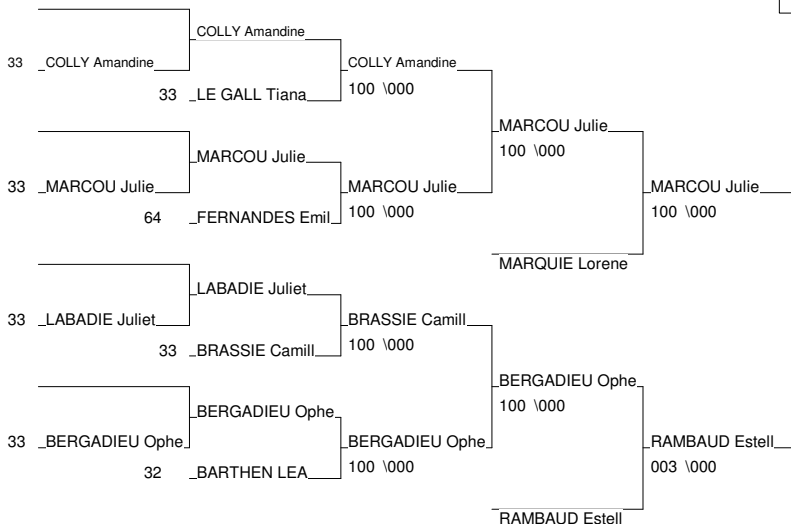 COLLY Amandine
33 COLLY Amandine COLLY Amandine
33 LE GALL Tiana 100 \000
MARCOU Julie
100 \000
MARCOU Julie
33 MARCOU Julie MARCOU Julie MARCOU Julie
64 FERNANDES Emil 100 \000 100 \000
MARQUIE Lorene
LABADIE Juliet
33 LABADIE Juliet BRASSIE Camill
33 BRASSIE Camill 100 \000
BERGADIEU Ophe
100 \000
BERGADIEU Ophe
33 BERGADIEU Ophe BERGADIEU Ophe RAMBAUD Estell
32 BARTHEN LEA 100 \000 003 \000
RAMBAUD Estell